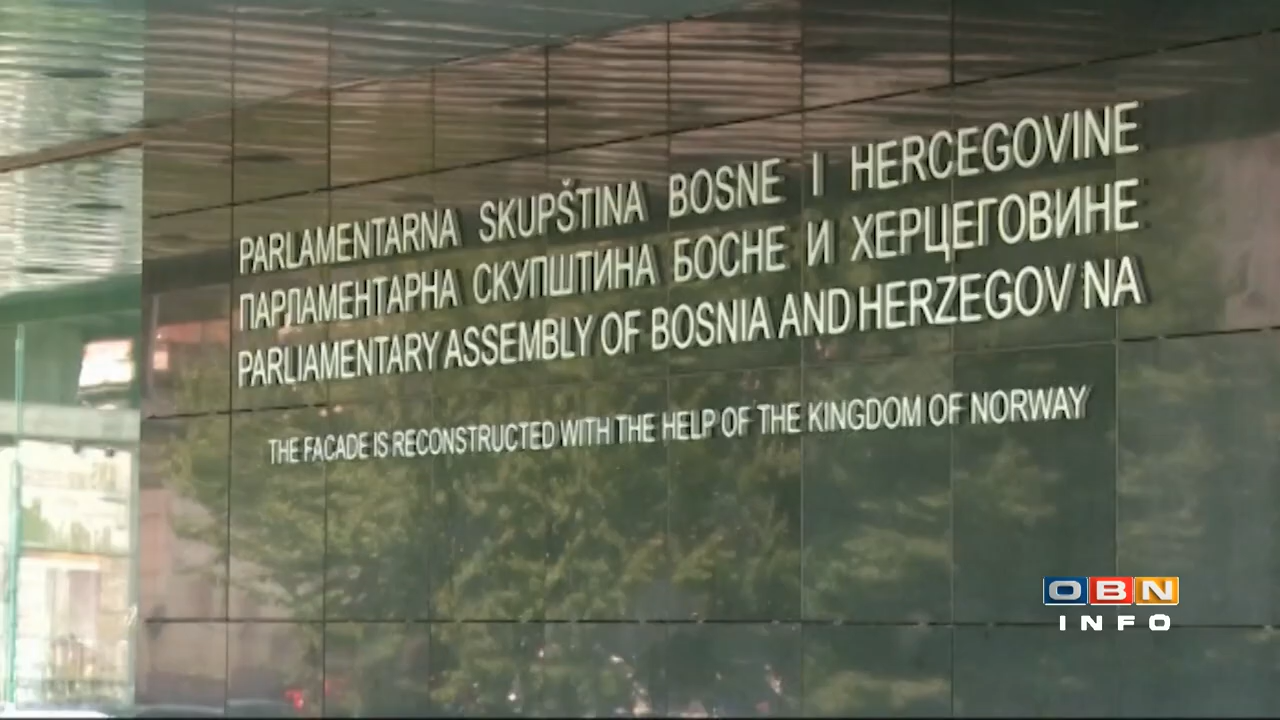 PARLAMENTARNA SKUPŠTINA BOSNE I HERCEGOVINE
ПАРЛАМЕНТАРНА СКУПШТИНА БОСНЕ И ХЕРЦЕГОВИНЕ
PARLIAMENTARY ASSEMBLY OF BOSNIA AND HERZEGOV NA
THE FACADE IS RECONSTRUCTED WITH THE HELP OF THE KINGDOM OF NORWAY
OBN
INFO